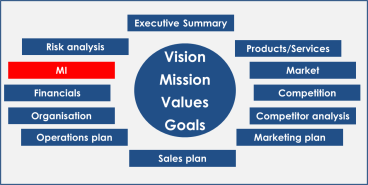 Executive Summary
Risk analysis
Products/Services
MI
Market
Financials
Competition
Organisation
Competitor analysis
Operations plan
Marketing plan
Sales plan
Vision
Mission
Values
Goals